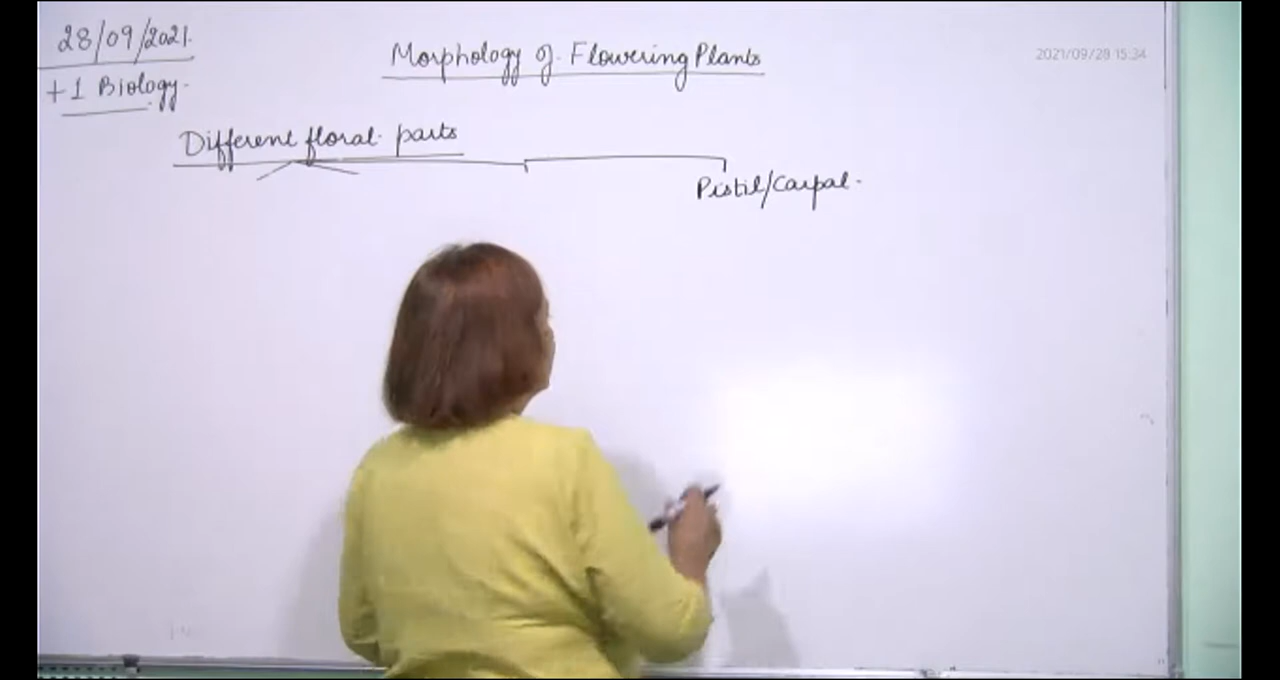 28/09/2021.
Morphology of Flowering Plants
2021/09/28 15:34
+1 Biology.
Different floral parts
Pistil/Carpal.